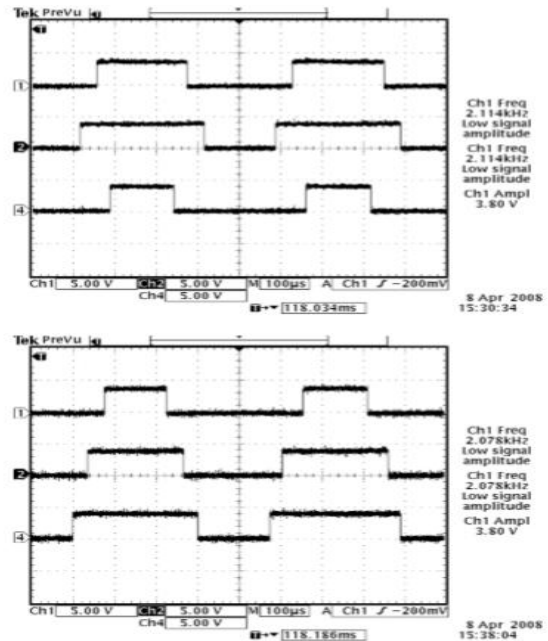 Tek PreVu
1
2
4
Ch1 Freq
2.114kHz
Low signal
amplitude
Ch1 Freq
2.114kHz
Low signal
amplitude
Ch1 Ampl
3.80 V
Ch1 5.00 V Ch2 5.00 V M 100µs A Ch1 ∫ -200mV
Ch4 5.00 V
T→▼ 118.034ms
8 Apr 2008
15:30:34
Tek PreVu
1
2
4
Ch1 Freq
2.078kHz
Low signal
amplitude
Ch1 Freq
2.078kHz
Low signal
amplitude
Ch1 Ampl
3.80 V
Ch1 5.00 V Ch2 5.00 V M 100µs A Ch1 ∫ -200mV
Ch4 5.00 V
T→▼ 118.186ms
8 Apr 2008
15:38:04